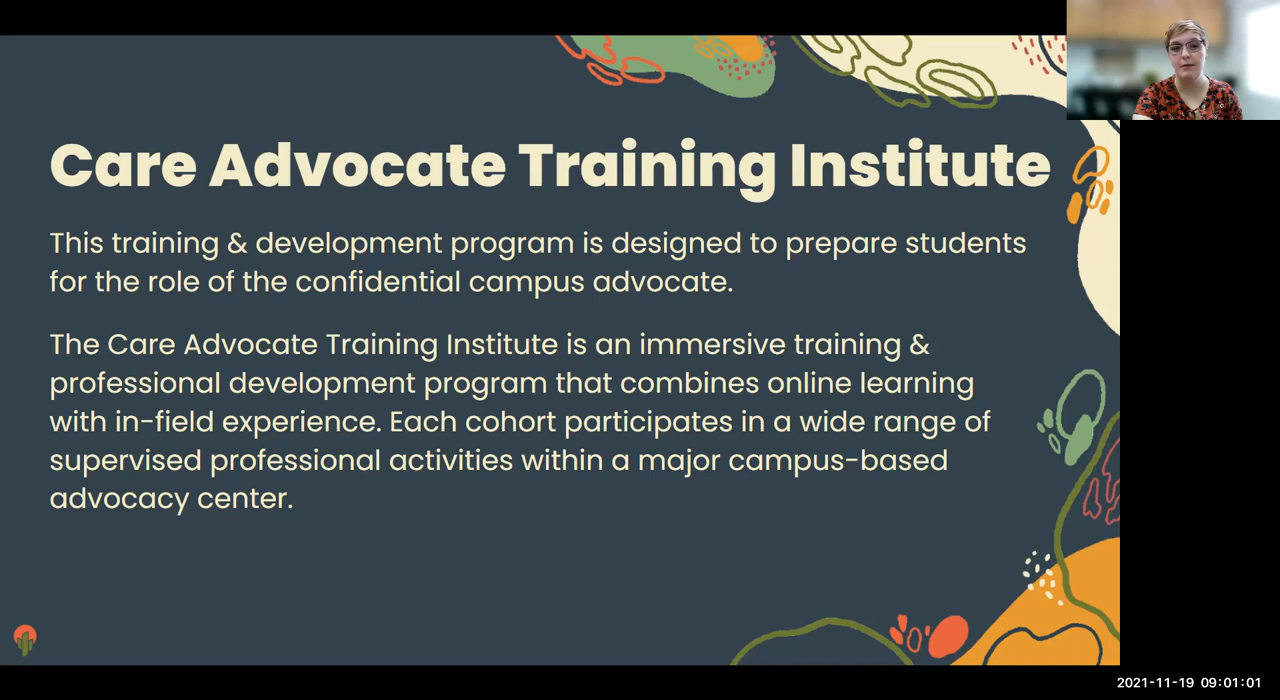 Care Advocate Training Institute
This training & development program is designed to prepare students
for the role of the confidential campus advocate.
The Care Advocate Training Institute is an immersive training &
professional development program that combines online learning
with in-field experience. Each cohort participates in a wide range of
supervised professional activities within a major campus-based
advocacy center.
2021-11-19 09:01:01